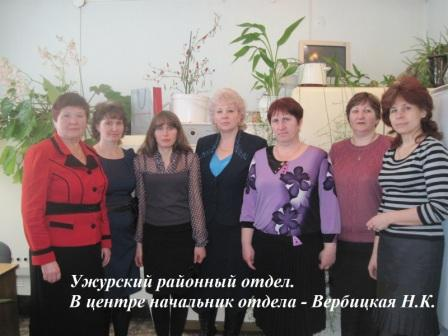 Ужурский районный отдел.
В центре начальник отдела - Вербицкая Н.К.